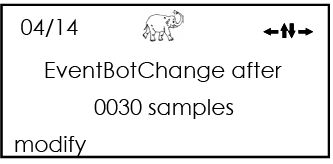 04/14
EventBotChange after
0030 samples
modify